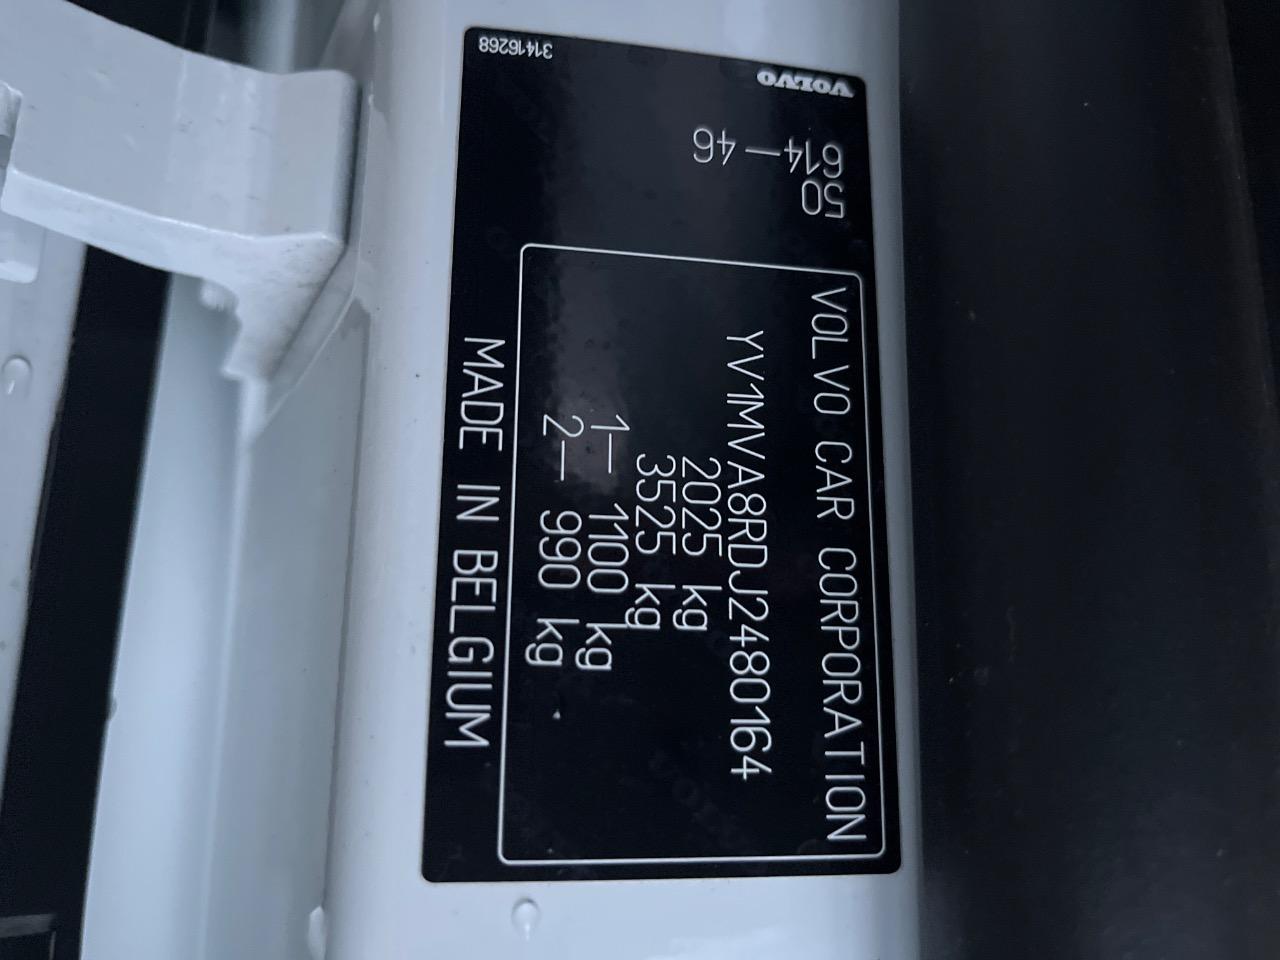 VOLVO CAR CORPORATION
YV1MVA8RDJ2480164
2025 kg
3525 kg
1— 1100 kg
2— 990 kg
MADE IN BELGIUM
VOLVO
614—46
50
31416268